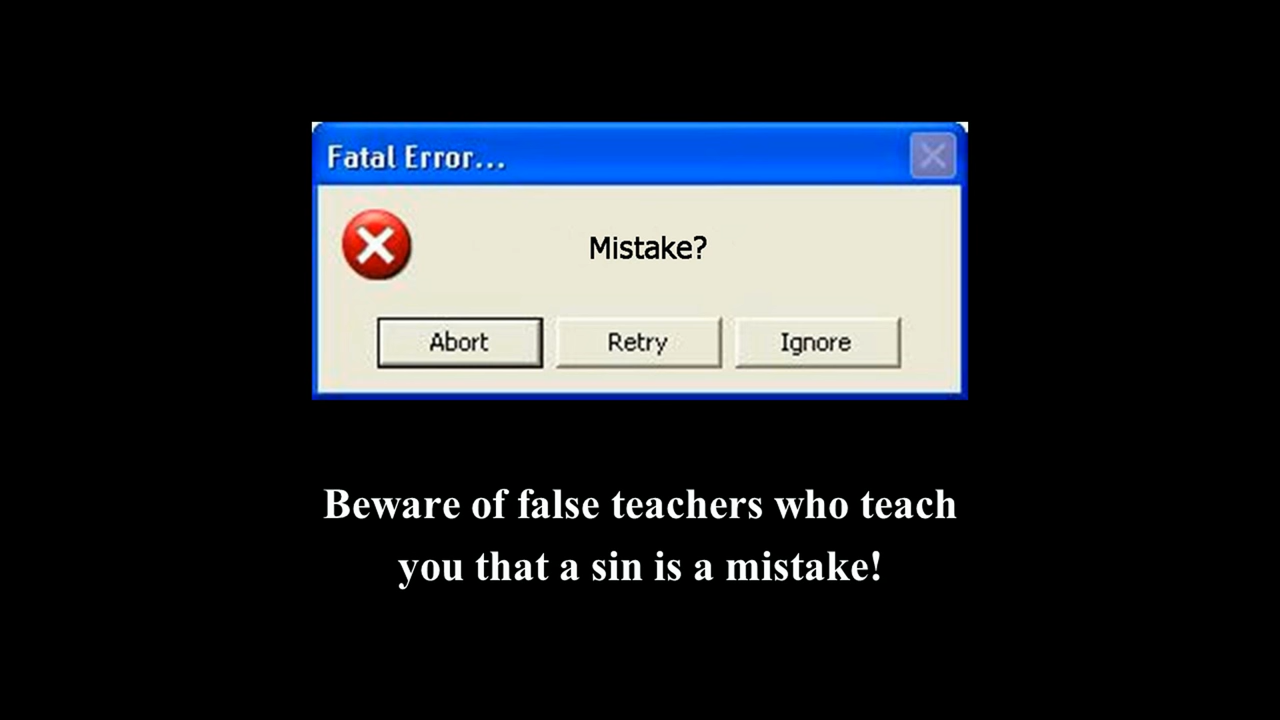 Fatal Error...
Mistake?
Abort Retry Ignore
Beware of false teachers who teach
you that a sin is a mistake!